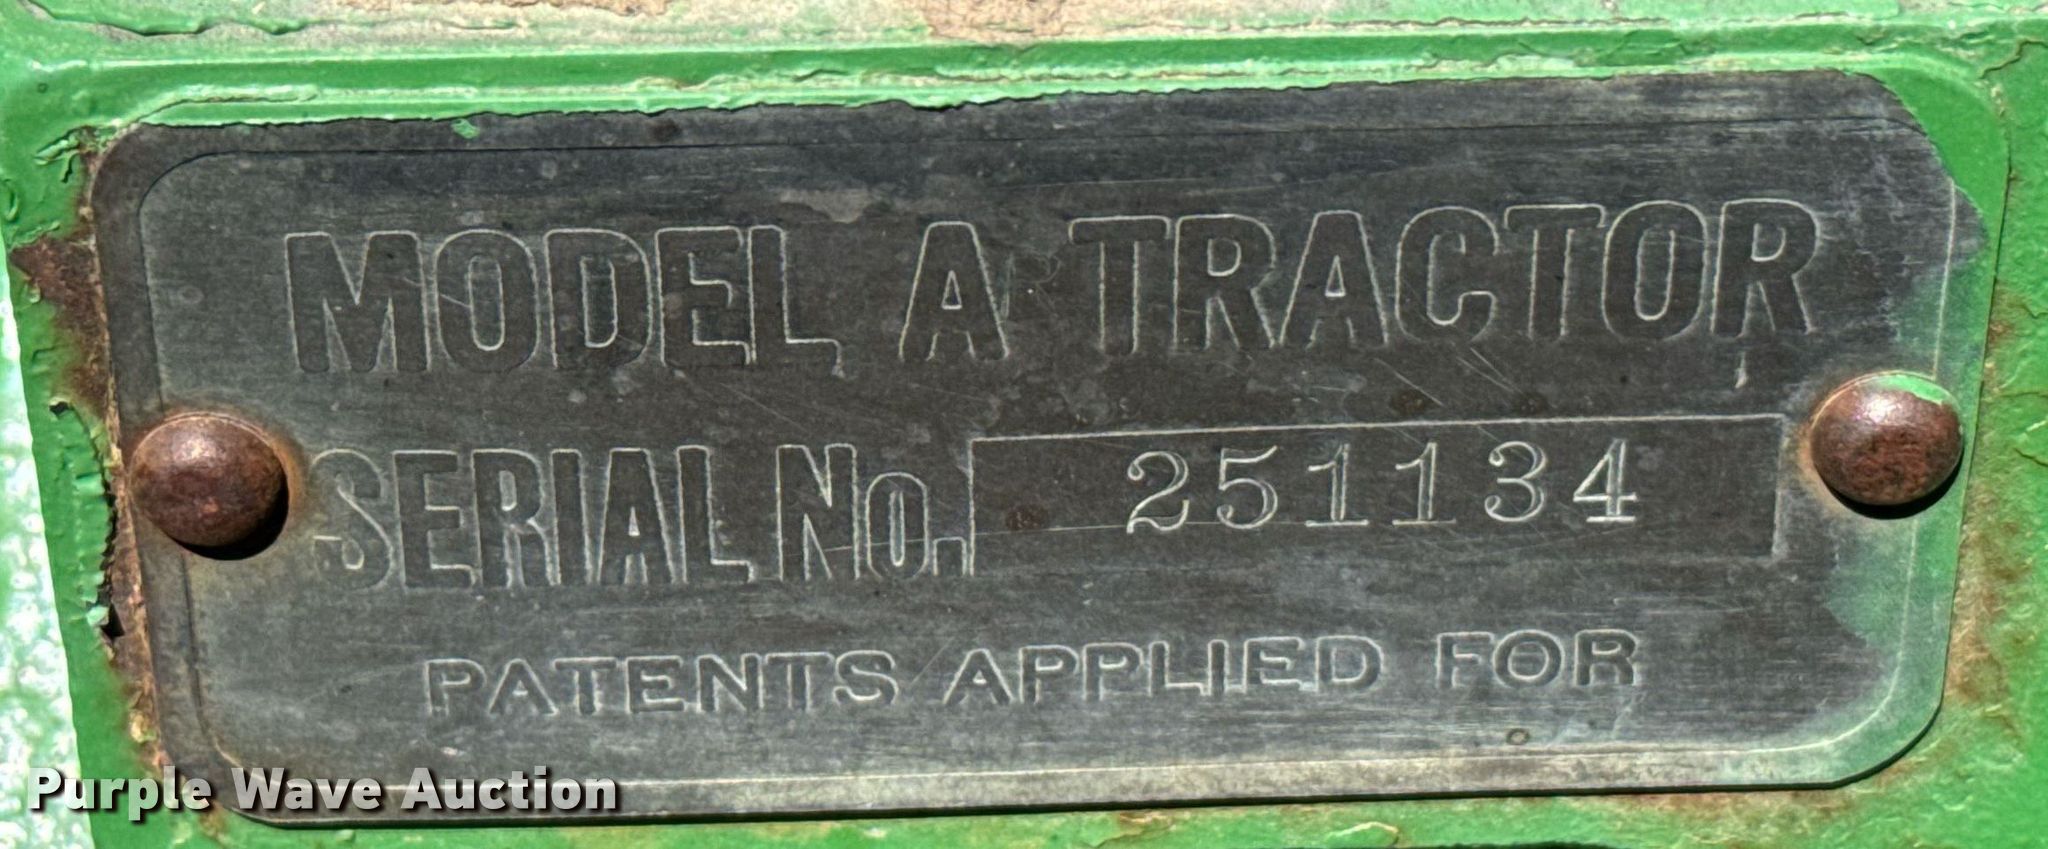 MODEL A TRACTOR
SERIAL No. 251134
PATENTS APPLIED FOR
Purple Wave Auction